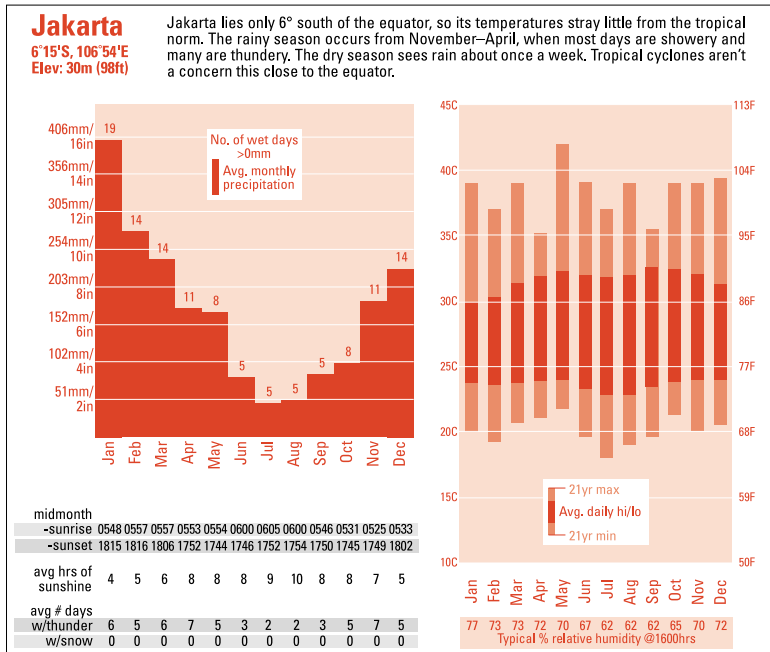 Jakarta
6°15'S, 106°54'E
Elev: 30m (98ft)
Jakarta lies only 6° south of the equator, so its temperatures stray little from the tropical
norm. The rainy season occurs from November–April, when most days are showery and
many are thundery. The dry season sees rain about once a week. Tropical cyclones aren't
a concern this close to the equator.
406mm/
16in
356mm/
14in
305mm/
12in
254mm/
10in
203mm/
8in
152mm/
6in
102mm/
4in
51mm/
2in
No. of wet days
>0mm
Avg. monthly
precipitation
19 14 14 11 8 5 5 5 5 8 11 14
Jan Feb Mar Apr May Jun Jul Aug Sep Oct Nov Dec
midmonth
-sunrise 0548 0557 0557 0553 0554 0600 0605 0600 0546 0531 0525 0533
-sunset 1815 1816 1806 1752 1744 1746 1752 1754 1750 1745 1749 1802
avg hrs of
sunshine 4 5 6 8 8 8 9 10 8 8 7 5
avg # days
w/thunder 6 5 6 7 5 3 2 2 3 5 7 5
w/snow 0 0 0 0 0 0 0 0 0 0 0 0
45C 113F
40C 104F
35C 95F
30C 86F
25C 77F
20C 68F
15C 59F
10C 50F
21yr max
Avg. daily hi/lo
21yr min
Jan Feb Mar Apr May Jun Jul Aug Sep Oct Nov Dec
77 73 73 72 70 67 62 62 62 65 70 72
Typical % relative humidity @1600hrs